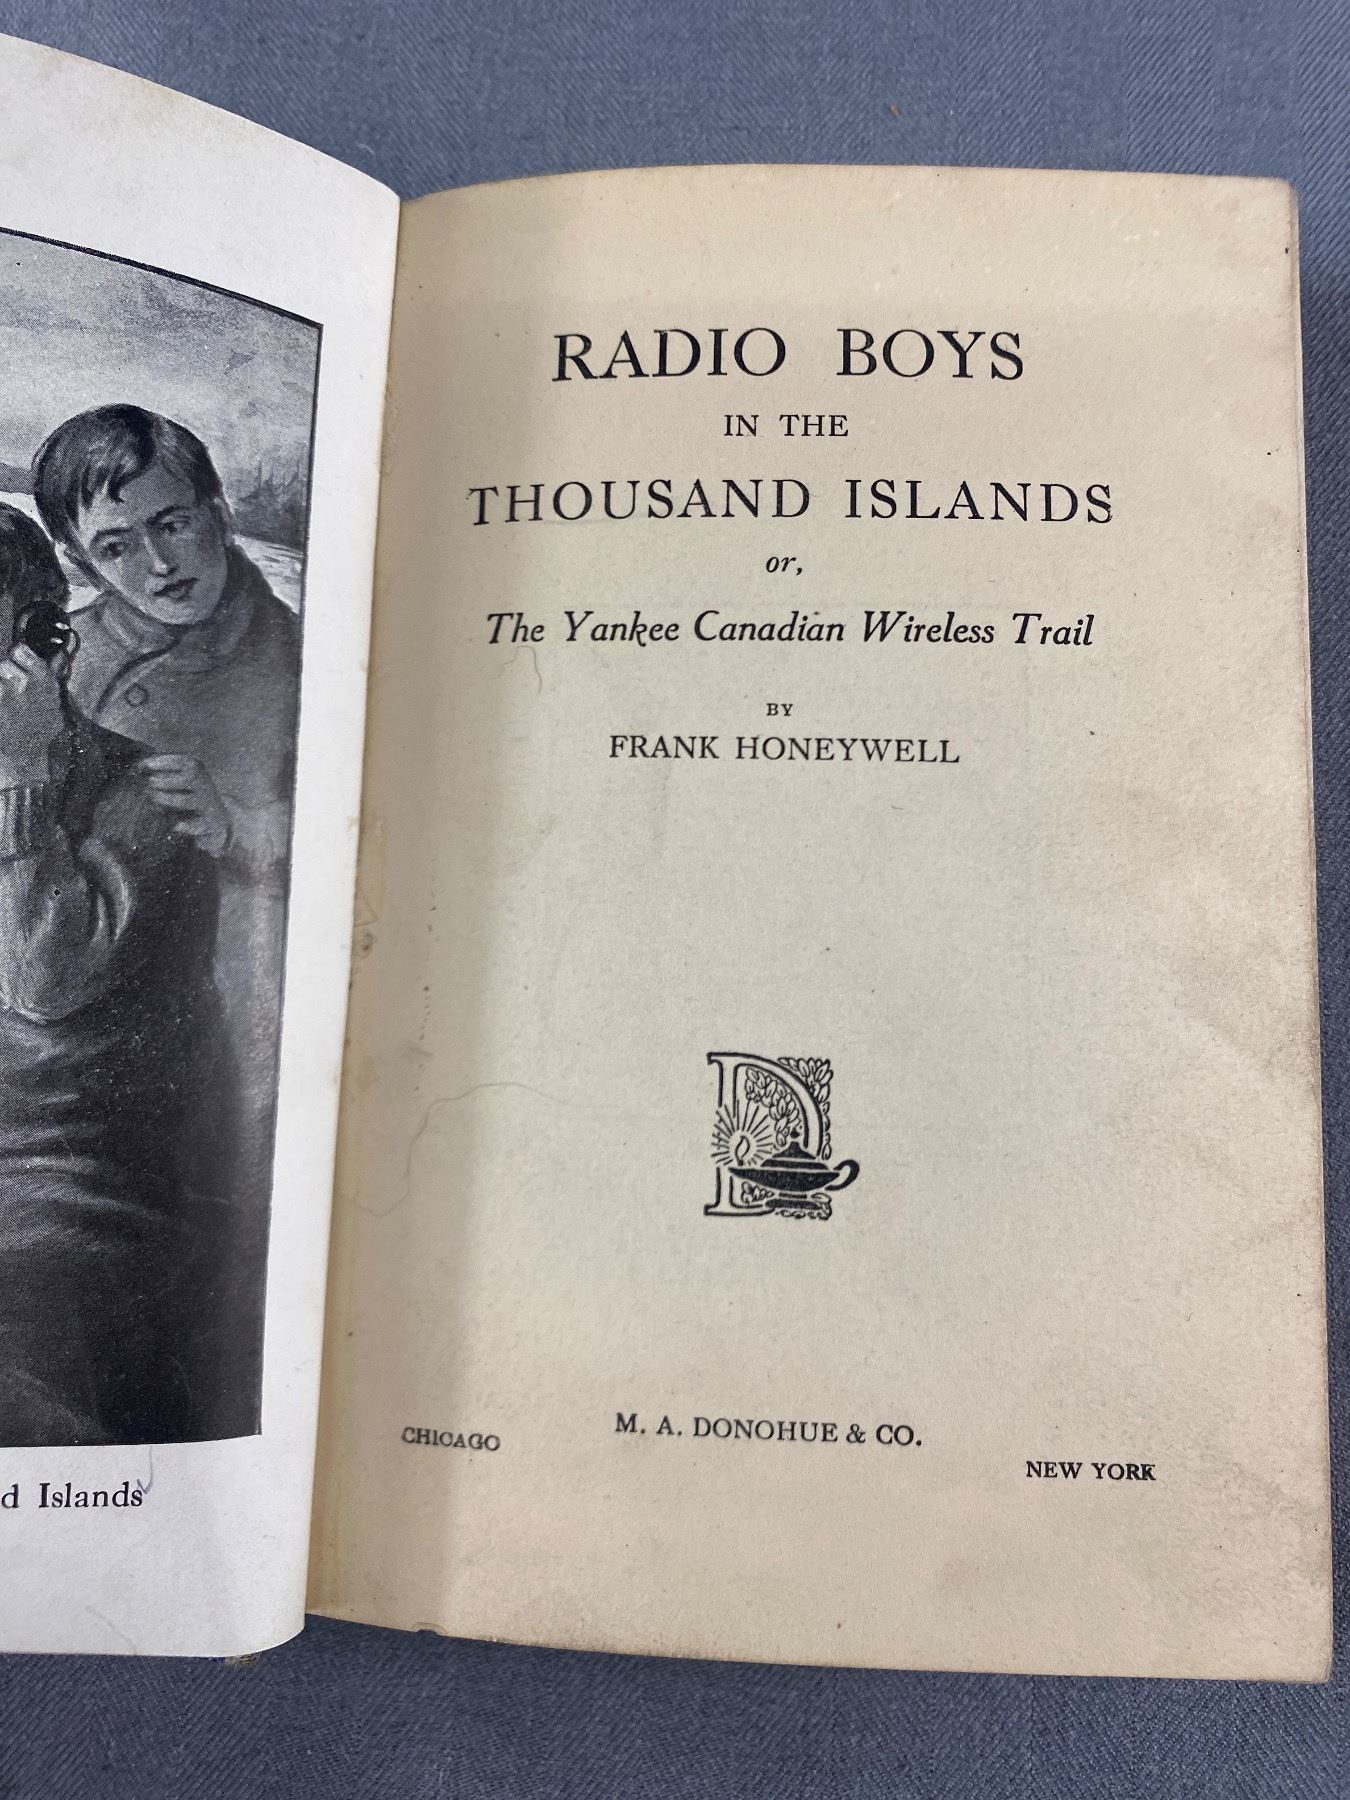 d Islands
RADIO BOYS
IN THE
THOUSAND ISLANDS
or,
The Yankee Canadian Wireless Trail
BY
FRANK HONEYWELL
D
M. A. DONOHUE & CO.
CHICAGO
NEW YORK